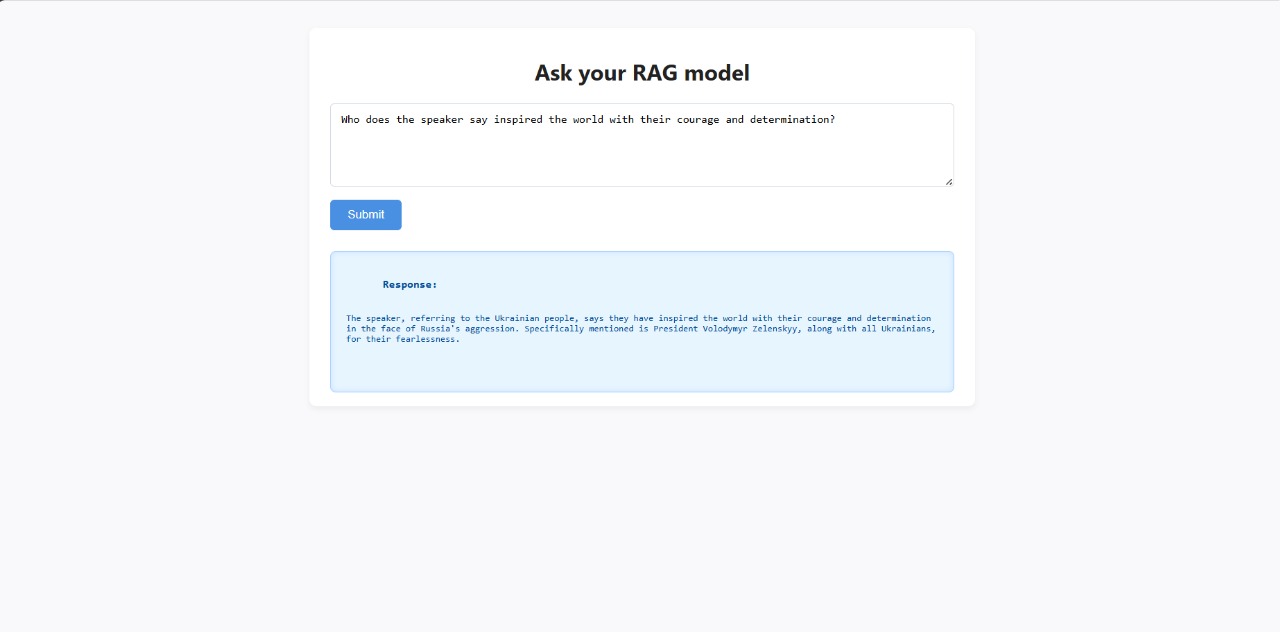 Ask your RAG model
Who does the speaker say inspired the world with their courage and determination?
Submit
Response:
The speaker, referring to the Ukrainian people, says they have inspired the world with their courage and determination
in the face of Russia's aggression. Specifically mentioned is President Volodymyr Zelenskyy, along with all Ukrainians,
for their fearlessness.